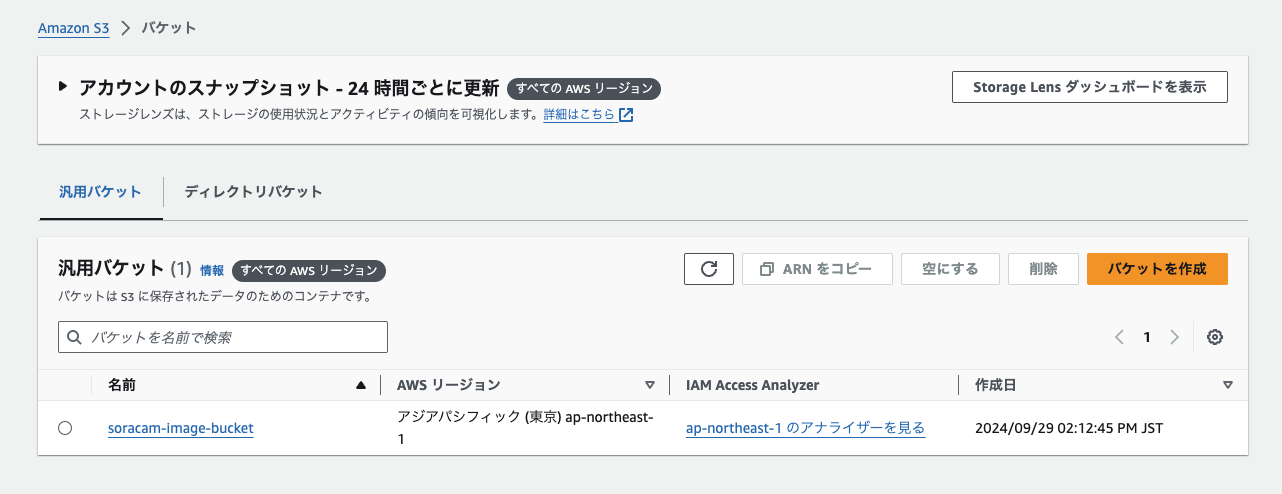 Amazon S3 > バケット
アカウントのスナップショット - 24 時間ごとに更新 すべての AWS リージョン
Storage Lens ダッシュボードを表示
ストレージレンズは、ストレージの使用状況とアクティビティの傾向を可視化します。詳細はこちら
汎用バケット ディレクトリバケット
汎用バケット (1) 情報 すべての AWS リージョン
ARN をコピー 空にする 削除 バケットを作成
バケットは S3 に保存されたデータのためのコンテナです。
バケットを名前で検索
1
名前 AWS リージョン IAM Access Analyzer 作成日
soracam-image-bucket アジアパシフィック (東京) ap-northeast-
1 ap-northeast-1 のアナライザーを見る 2024/09/29 02:12:45 PM JST